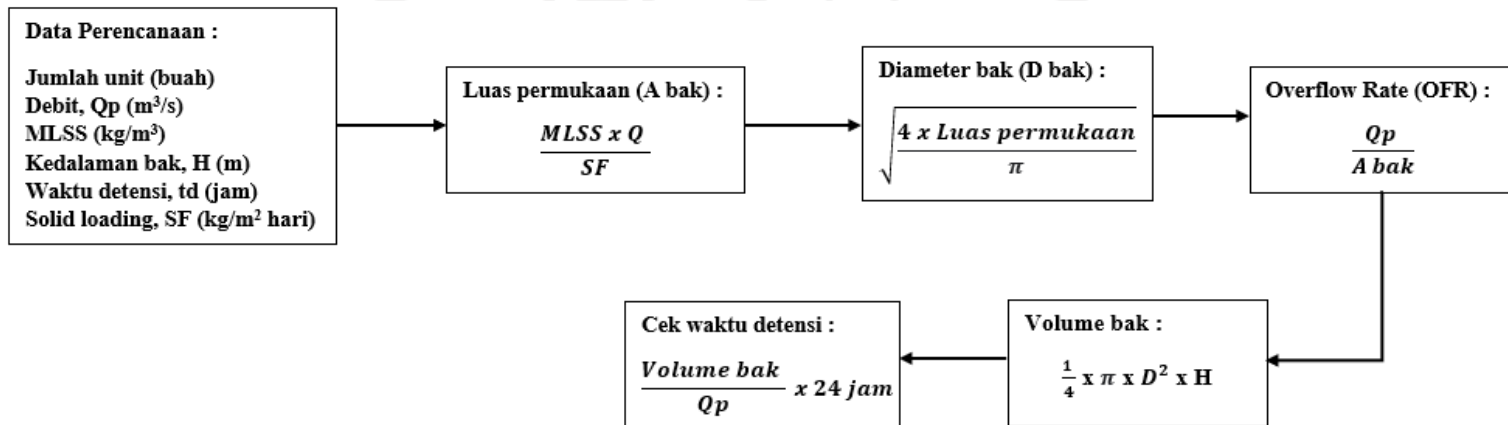 Data Perencanaan :
Jumlah unit (buah)
Debit, Qp (m³/s)
MLSS (kg/m³)
Kedalaman bak, H (m)
Waktu detensi, td (jam)
Solid loading, SF (kg/m² hari)
Luas permukaan (A bak) :
MLSS x Q
SF
Diameter bak (D bak) :
√
4 x Luas permukaan
π
Overflow Rate (OFR) :
Qp
A bak
Volume bak :
¼ x π x D² x H
Cek waktu detensi :
Volume bak
Qp
x 24 jam